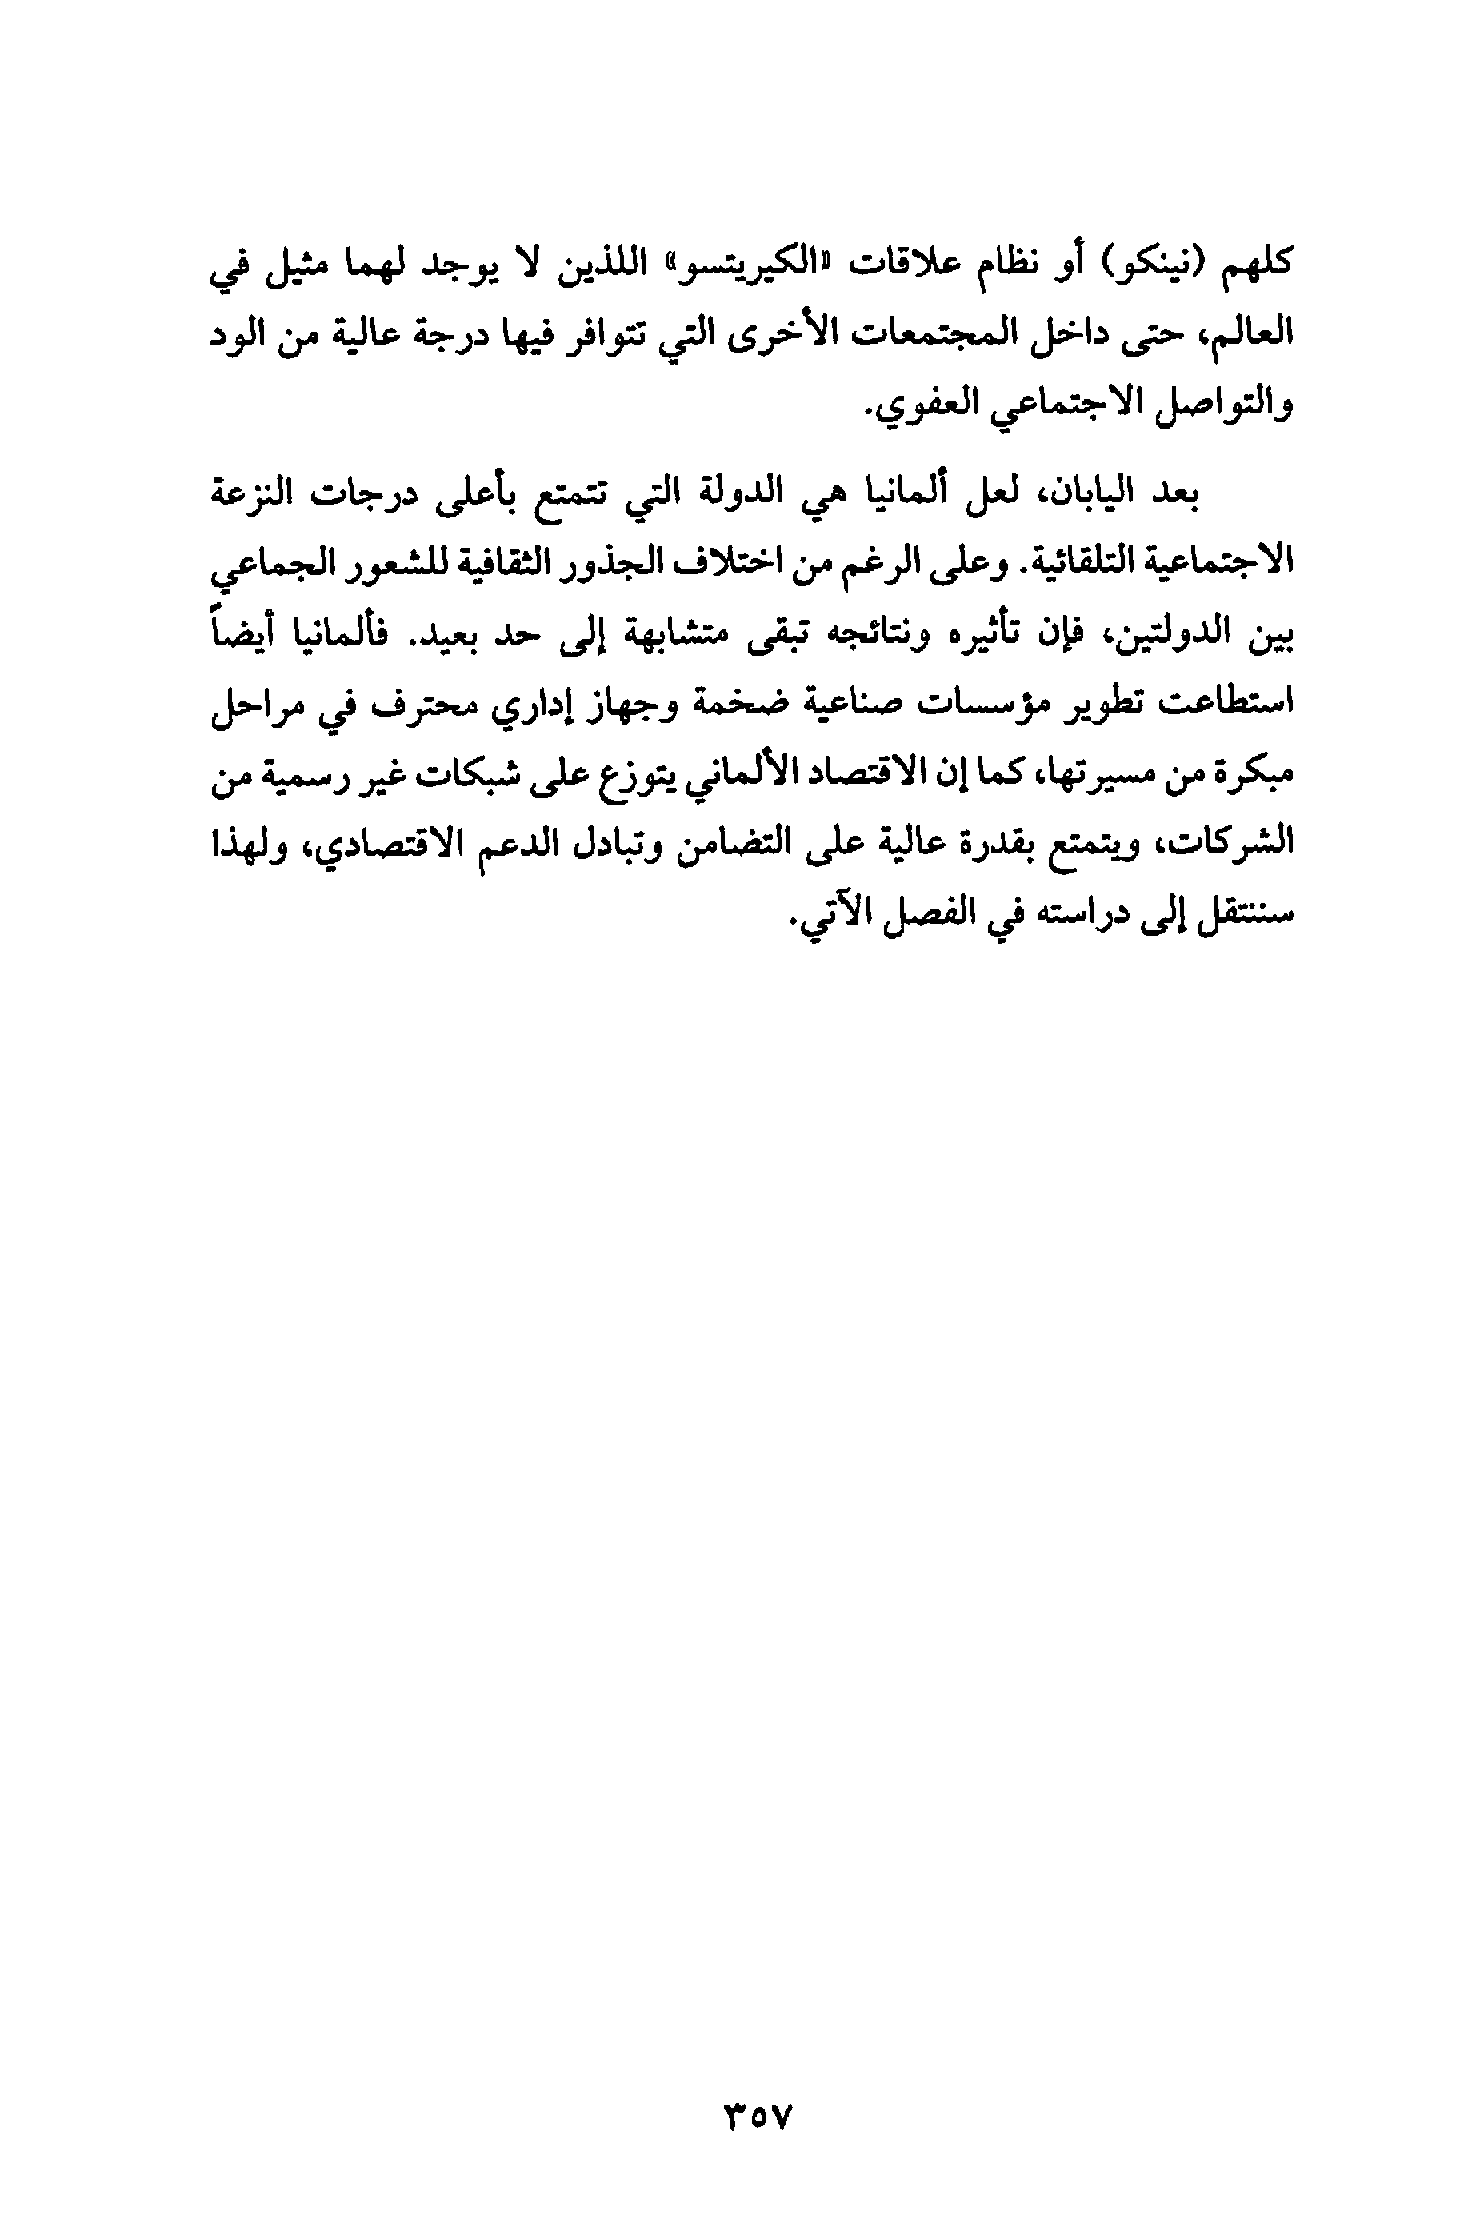 كلهم (نينكو) أو نظام علاقات «الكيريتسو» اللذين لا يوجد لهما مثيل في
العالم، حتى داخل المجتمعات الأخرى التي تتوافر فيها درجة عالية من الود
والتواصل الاجتماعي العفوي.
بعد اليابان، لعل ألمانيا هي الدولة التي تتمتع بأعلى درجات النزعة
الاجتماعية التلقائية. وعلى الرغم من اختلاف الجذور الثقافية للشعور الجماعي
بين الدولتين، فإن تأثيره ونتائجه تبقى متشابهة إلى حد بعيد. فألمانيا أيضاً
استطاعت تطوير مؤسسات صناعية ضخمة وجهاز إداري محترف في مراحل
مبكرة من مسيرتها، كما إن الاقتصاد الألماني يتوزع على شبكات غير رسمية من
الشركات، ويتمتع بقدرة عالية على التضامن وتبادل الدعم الاقتصادي، ولهذا
سننتقل إلى دراسته في الفصل الآتي.
٣٥٧